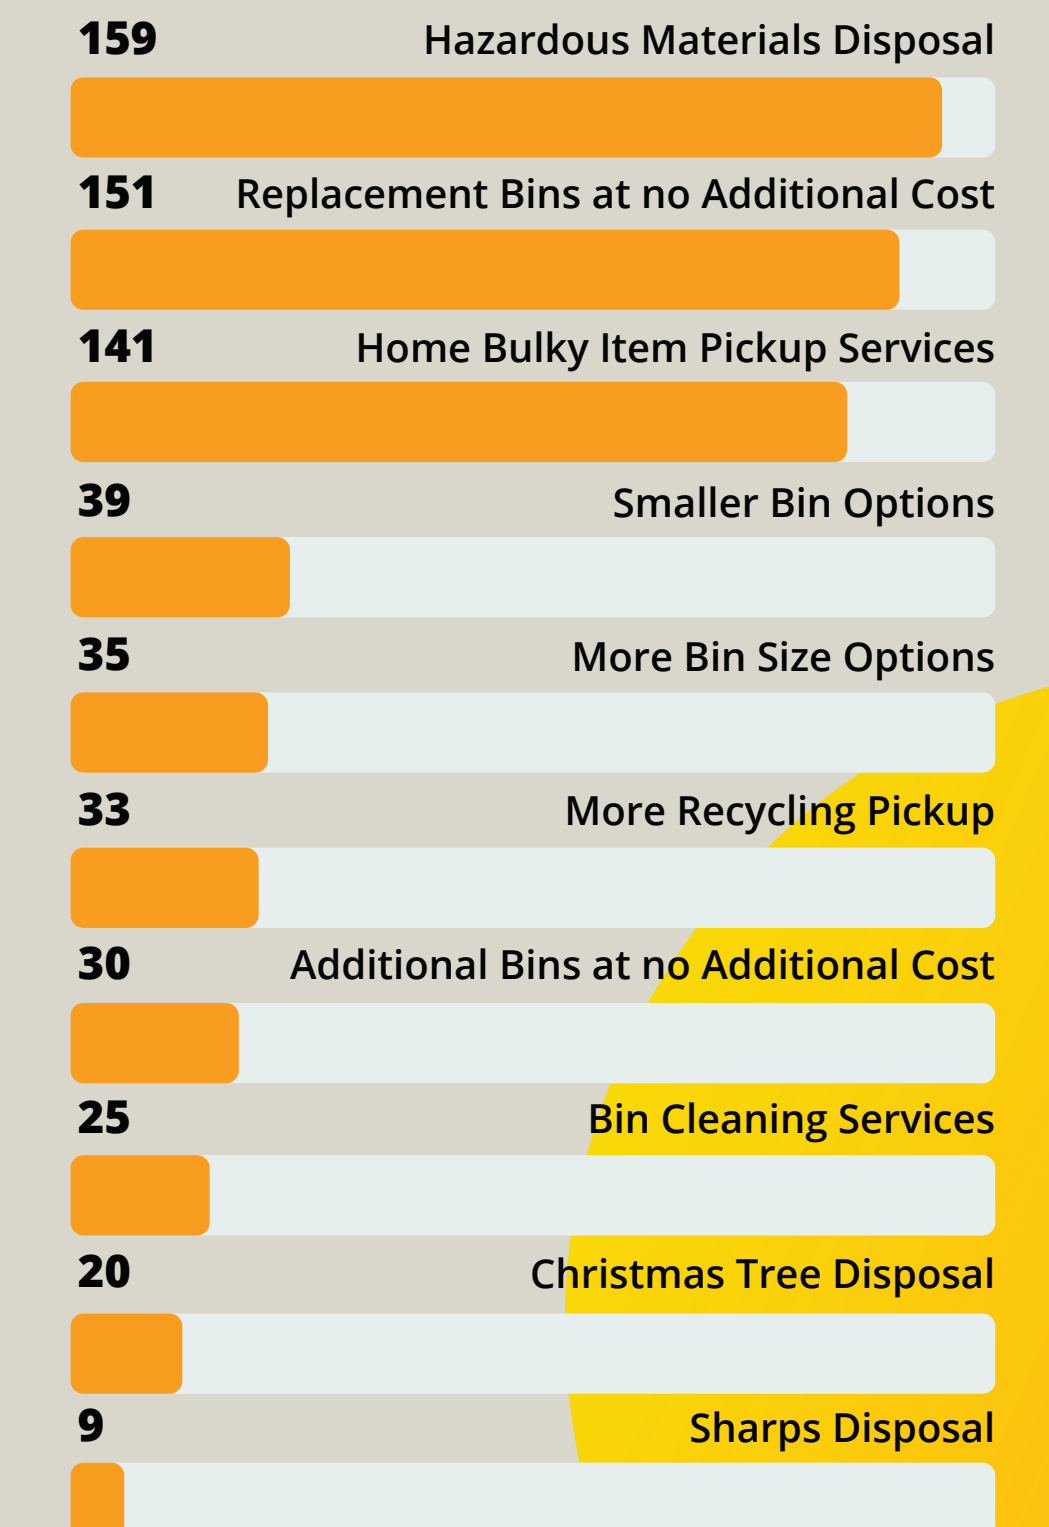 159 Hazardous Materials Disposal
151 Replacement Bins at no Additional Cost
141 Home Bulky Item Pickup Services
39 Smaller Bin Options
35 More Bin Size Options
33 More Recycling Pickup
30 Additional Bins at no Additional Cost
25 Bin Cleaning Services
20 Christmas Tree Disposal
9 Sharps Disposal